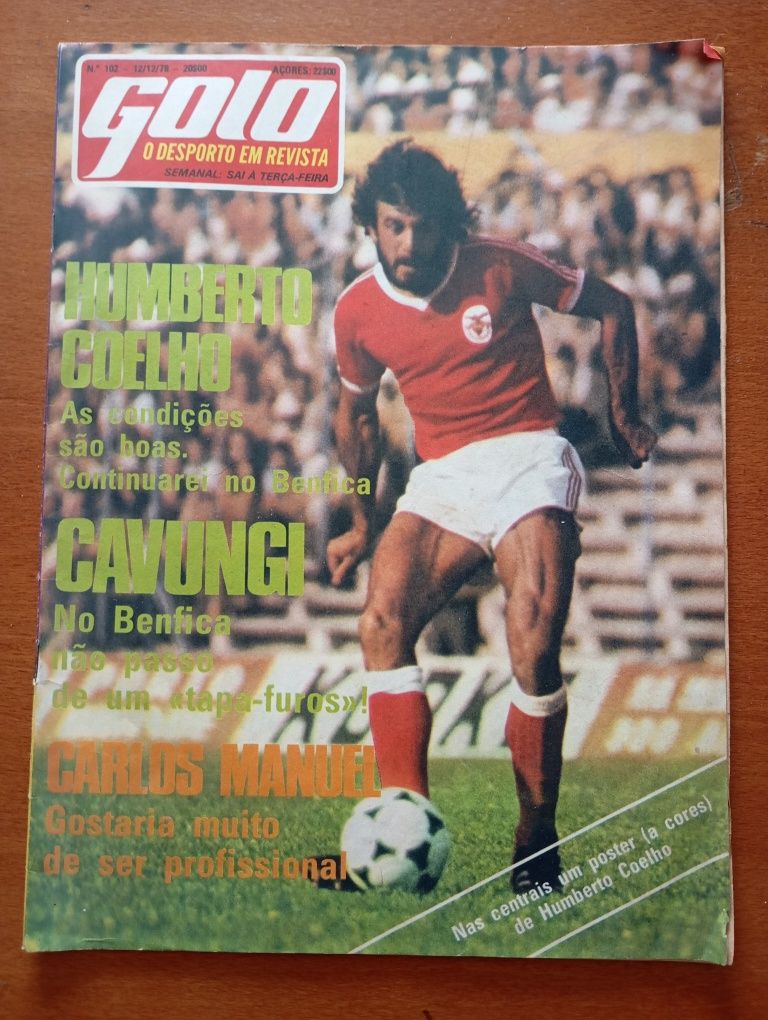 N.º 102 - 12/12/78 - 20$00 AÇORES: 22$00
Golo
O DESPORTO EM REVISTA
SEMANAL: SAI À TERÇA-FEIRA
HUMBERTO
COELHO
As condições
são boas.
Continuarei no Benfica
CAVUNGI
No Benfica
não passo
de um «tapa-furos»!
CARLOS MANUEL
Gostaria muito
de ser profissional
Nas centrais um poster (a cores)
de Humberto Coelho